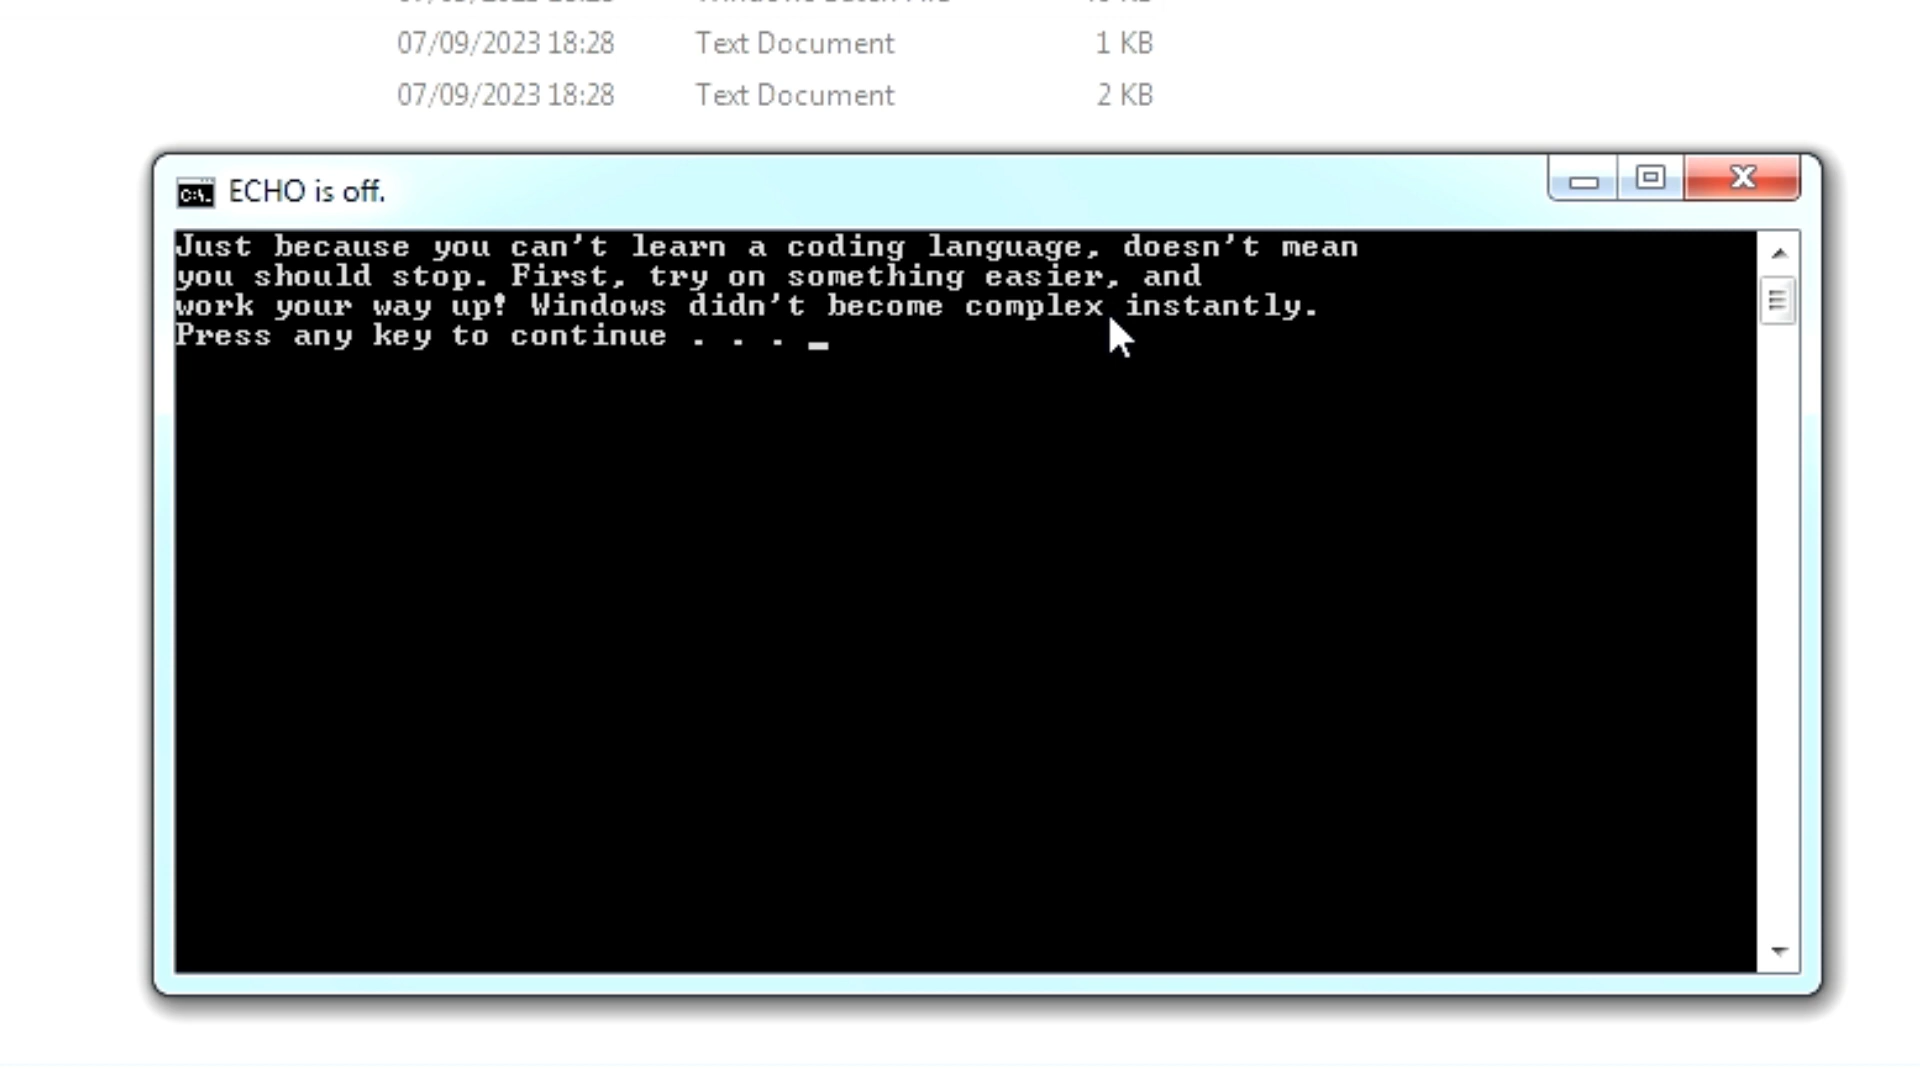 07/09/2023 18:28 Text Document 1 KB
07/09/2023 18:28 Text Document 2 KB
C:\.
ECHO is off.
Just because you can't learn a coding language, doesn't mean
you should stop. First, try on something easier, and
work your way up! Windows didn't become complex instantly.
Press any key to continue . . . _